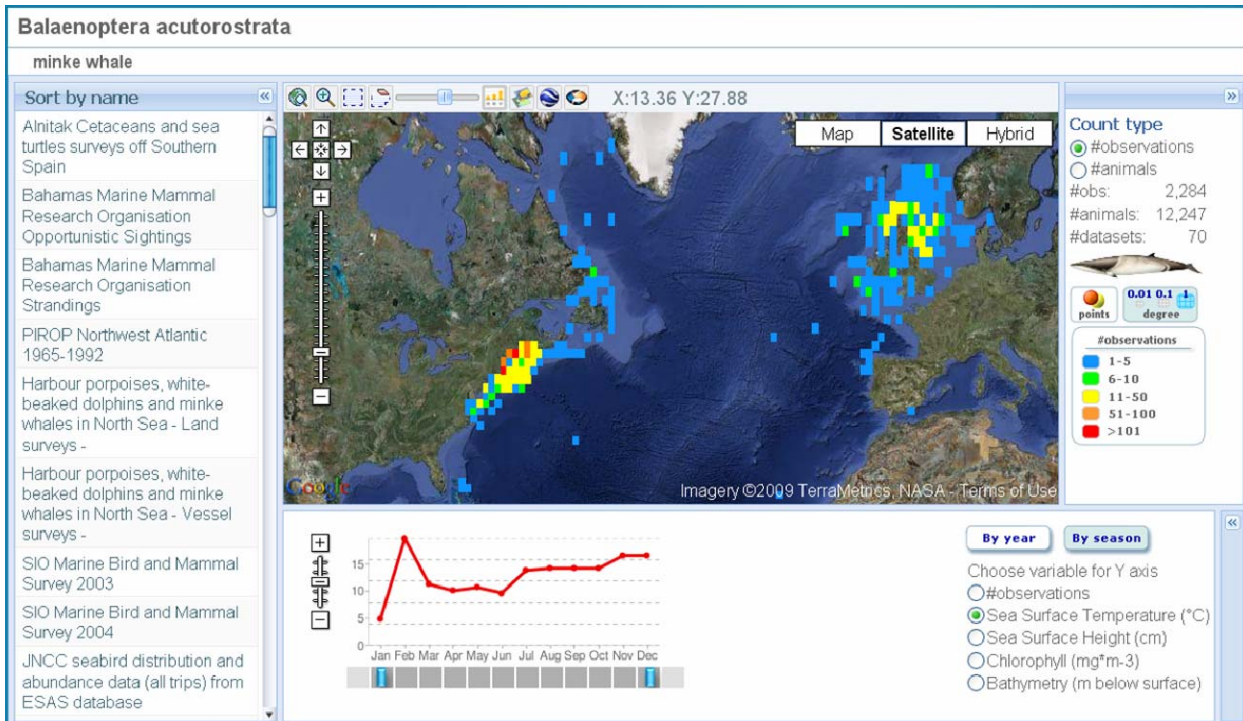 Balaenoptera acutorostrata
minke whale
Sort by name
Alnitak Cetaceans and sea
turtles surveys off Southern
Spain
Bahamas Marine Mammal
Research Organisation
Opportunistic Sightings
Bahamas Marine Mammal
Research Organisation
Strandings
PIROP Northwest Atlantic
1965-1992
Harbour porpoises, white-
beaked dolphins and minke
whales in North Sea - Land
surveys -
Harbour porpoises, white-
beaked dolphins and minke
whales in North Sea - Vessel
surveys -
SIO Marine Bird and Mammal
Survey 2003
SIO Marine Bird and Mammal
Survey 2004
JNCC seabird distribution and
abundance data (all trips) from
ESAS database
X:13.36 Y:27.88
Map Satellite Hybrid
Google
Imagery ©2009 TerraMetrics, NASA - Terms of Use
Count type
#observations
#animals
#obs: 2,284
#animals: 12,247
#datasets: 70
points
0.01 0.1 1
degree
#observations
1-5
6-10
11-50
51-100
>101
15
10
5
0
Jan Feb Mar Apr May Jun Jul Aug Sep Oct Nov Dec
By year By season
Choose variable for Y axis
#observations
Sea Surface Temperature (°C)
Sea Surface Height (cm)
Chlorophyll (mg*m-3)
Bathymetry (m below surface)